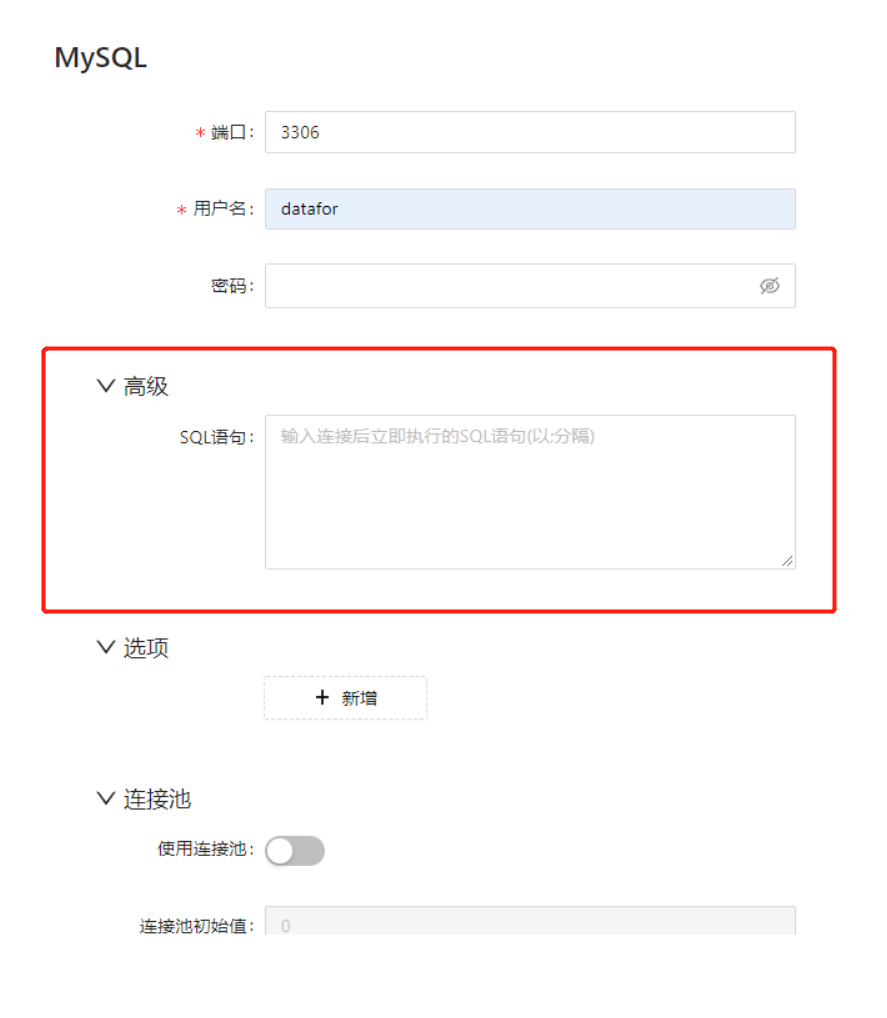 MySQL
* 端口: 3306
* 用户名: datafor
密码:
高级
SQL语句: 输入连接后立即执行的SQL语句(以;分隔)
选项
+ 新增
连接池
使用连接池:
连接池初始值: 0